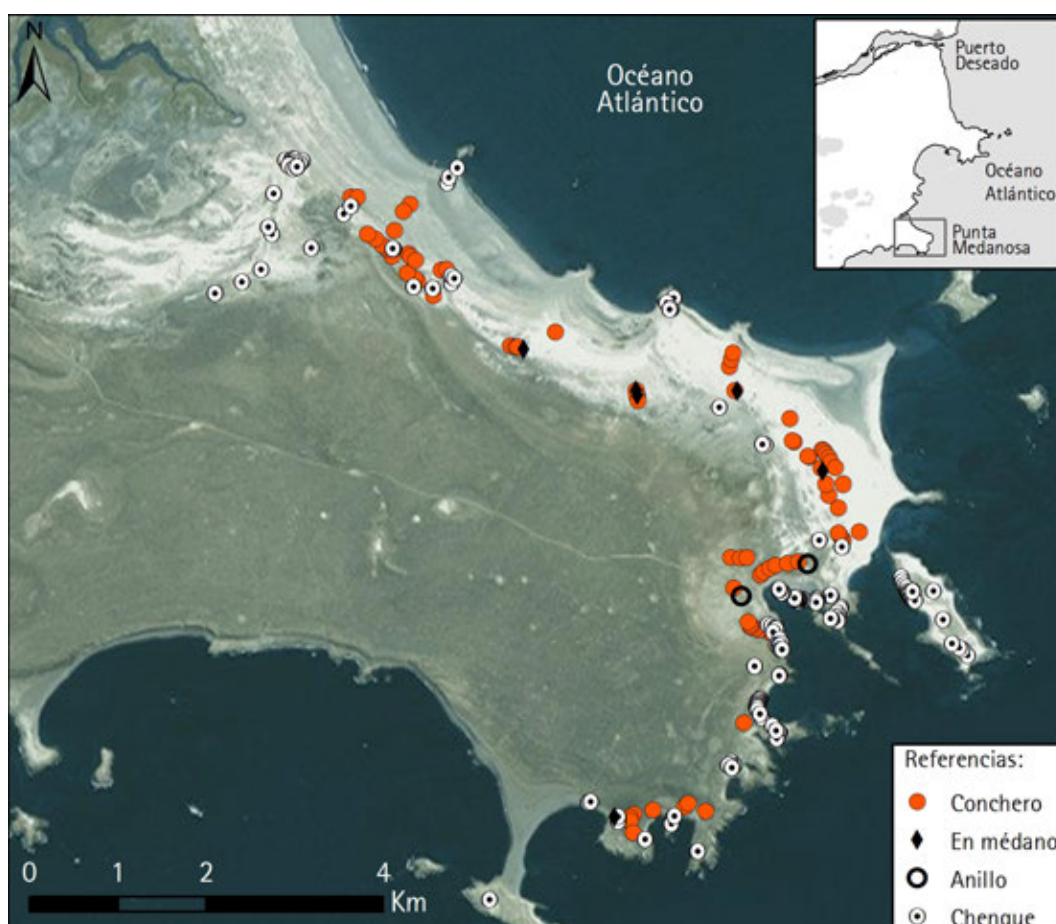 N
Océano
Atlántico
Puerto
Deseado
Océano
Atlántico
Punta
Medanosa
Referencias:
Conchero
En médano
Anillo
Chenque
0 1 2 4
Km